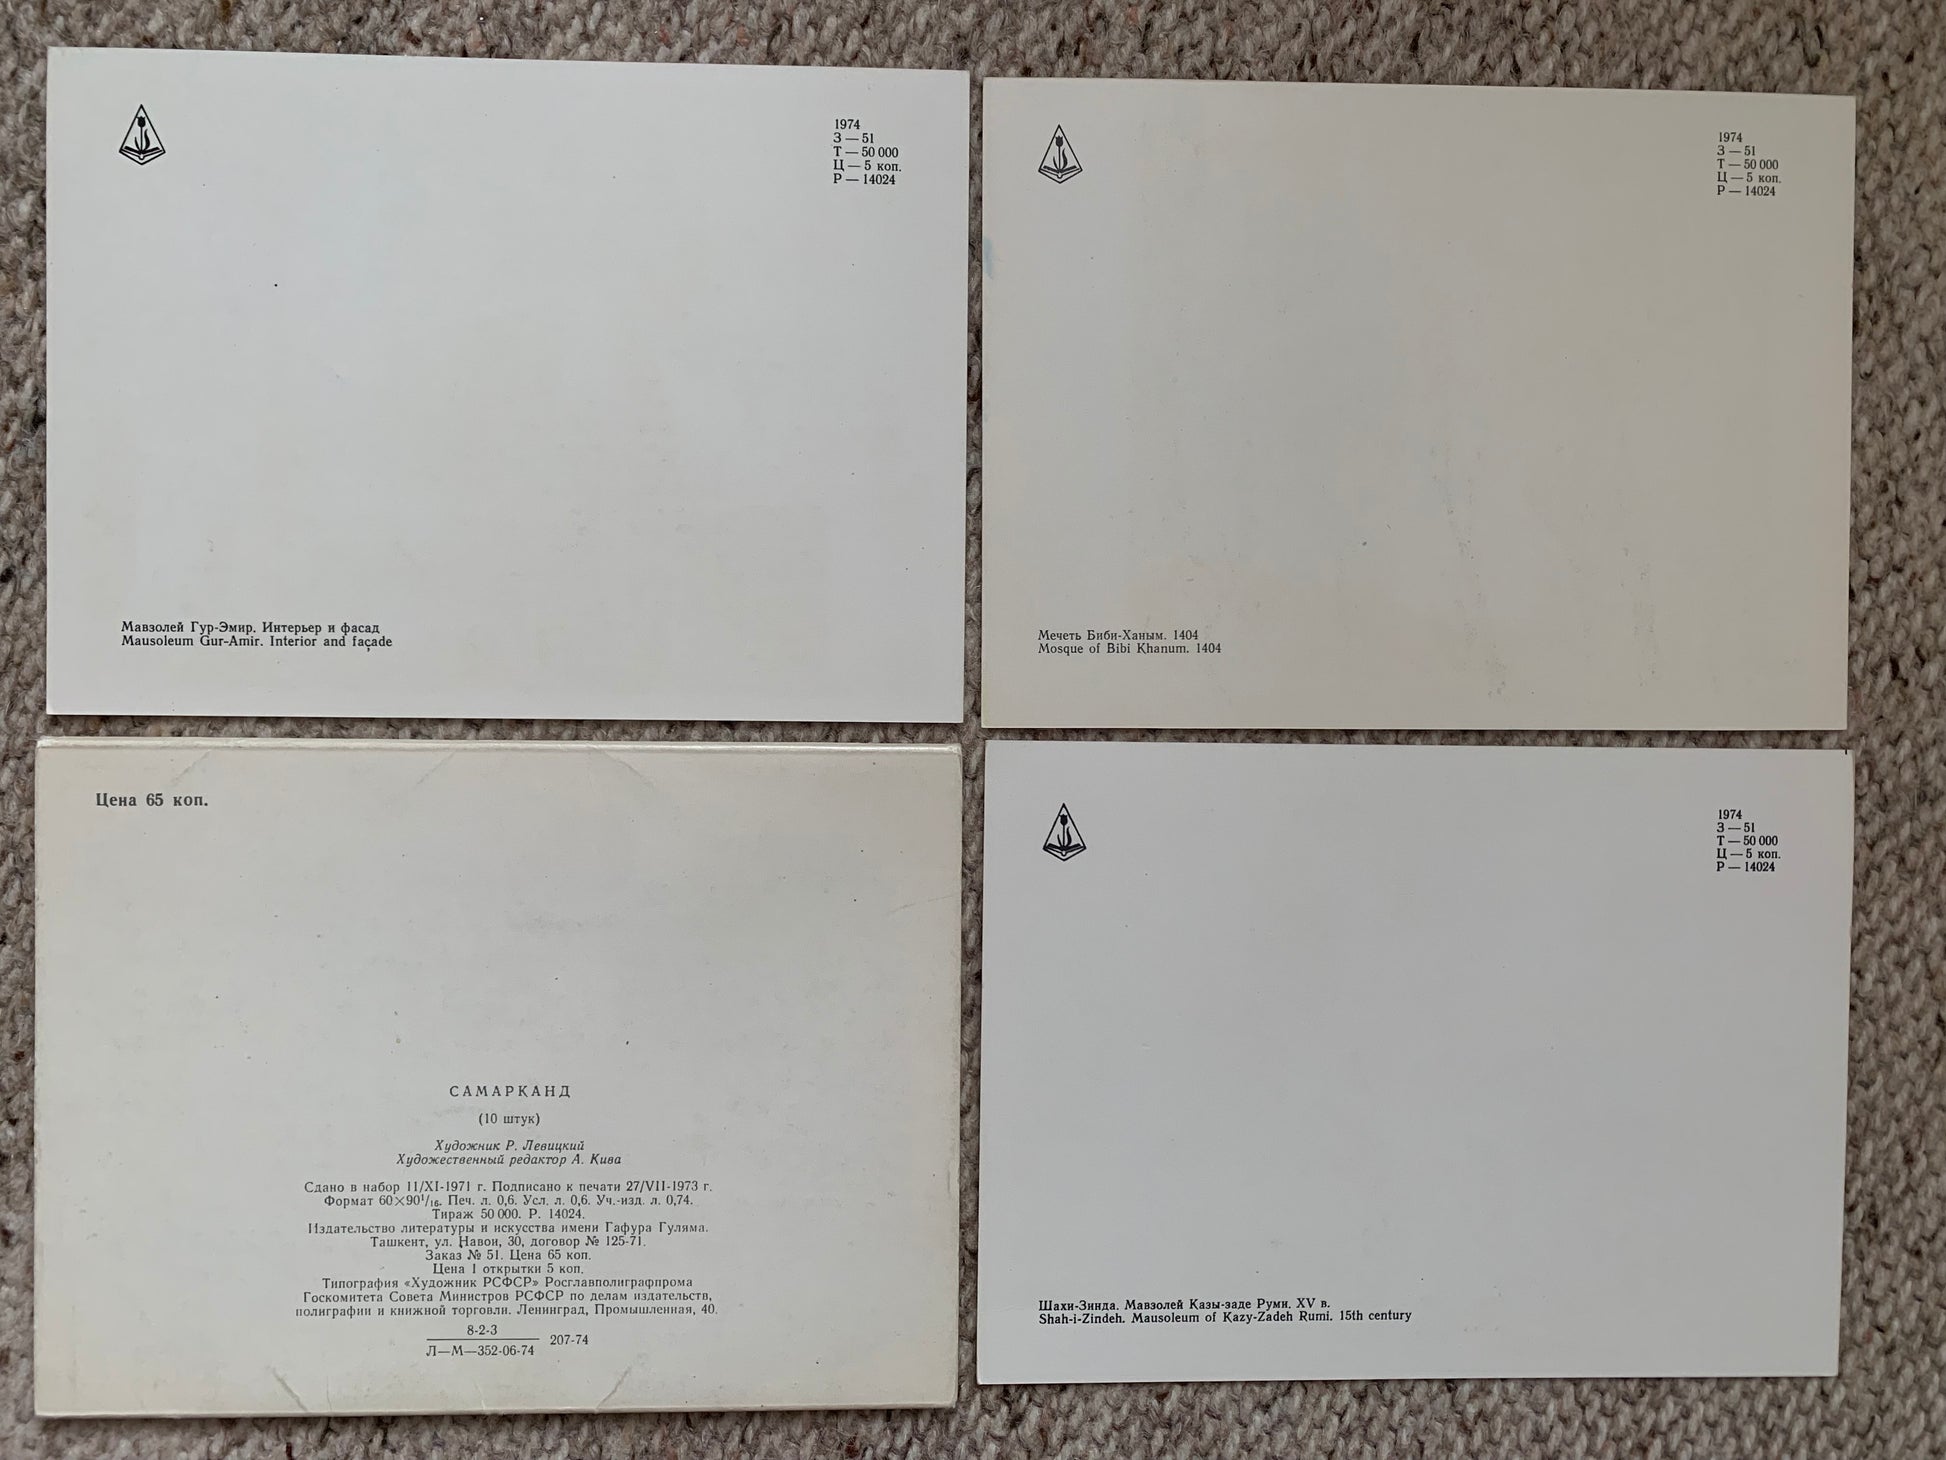 1974
З — 51
Т — 50 000
Ц — 5 коп.
Р — 14024
Мавзолей Гур-Эмир. Интерьер и фасад
Mausoleum Gur-Amir. Interior and façade
1974
З — 51
Т — 50 000
Ц — 5 коп.
Р — 14024
Мечеть Биби-Ханым. 1404
Mosque of Bibi Khanum. 1404
Цена 65 коп.
САМАРКАНД
(10 штук)
Художник Р. Левицкий
Художественный редактор А. Кива
Сдано в набор 11/XI-1971 г. Подписано к печати 27/VII-1973 г.
Формат 60×90¹/₁₆. Печ. л. 0,6. Усл. л. 0,6. Уч.-изд. л. 0,74.
Тираж 50 000. Р. 14024.
Издательство литературы и искусства имени Гафура Гуляма.
Ташкент, ул. Навои, 30, договор № 125-71.
Заказ № 51. Цена 65 коп.
Цена 1 открытки 5 коп.
Типография «Художник РСФСР» Росглавполиграфпрома
Госкомитета Совета Министров РСФСР по делам издательств,
полиграфии и книжной торговли. Ленинград, Промышленная, 40.
8-2-3
Л—М—352-06-74 207-74
1974
З — 51
Т — 50 000
Ц — 5 коп.
Р — 14024
Шахи-Зинда. Мавзолей Казы-заде Руми. XV в.
Shah-i-Zindeh. Mausoleum of Kazy-Zadeh Rumi. 15th century